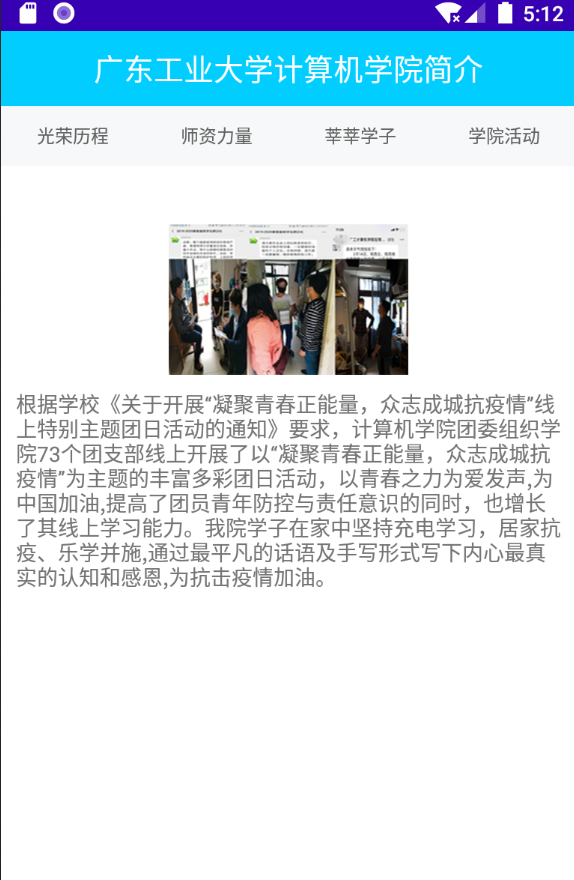 5:12
广东工业大学计算机学院简介
光荣历程 师资力量 莘莘学子 学院活动
根据学校《关于开展“凝聚青春正能量，众志成城抗疫情”线
上特别主题团日活动的通知》要求，计算机学院团委组织学
院73个团支部线上开展了以“凝聚青春正能量，众志成城抗
疫情”为主题的丰富多彩团日活动，以青春之力为爱发声,为
中国加油,提高了团员青年防控与责任意识的同时，也增长
了其线上学习能力。我院学子在家中坚持充电学习，居家抗
疫、乐学并施,通过最平凡的话语及手写形式写下内心最真
实的认知和感恩,为抗击疫情加油。